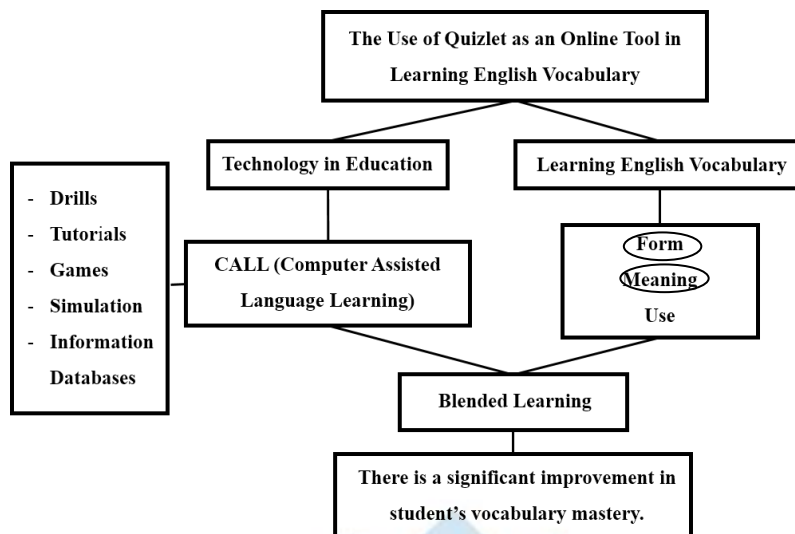 The Use of Quizlet as an Online Tool in
Learning English Vocabulary
Technology in Education
Learning English Vocabulary
- Drills
- Tutorials
- Games
- Simulation
- Information
Databases
CALL (Computer Assisted
Language Learning)
Form
Meaning
Use
Blended Learning
There is a significant improvement in
student’s vocabulary mastery.